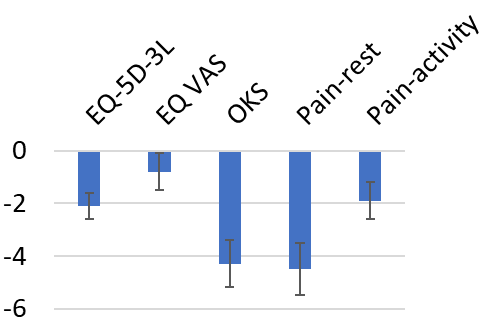 EQ-5D-3L
EQ VAS
OKS
Pain-rest
Pain-activity
0
-2
-4
-6